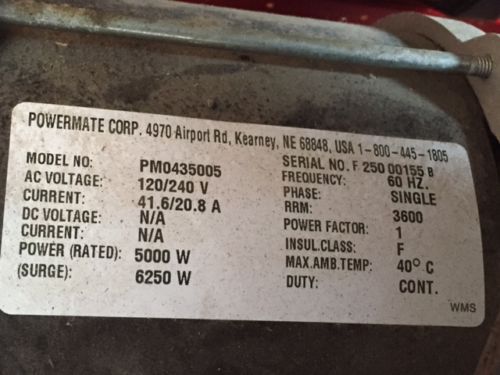 POWERMATE CORP. 4970 Airport Rd, Kearney, NE 68848, USA 1-800-445-1805
MODEL NO: PM0435005 SERIAL NO. F 250 00155 B
AC VOLTAGE: 120/240 V FREQUENCY: 60 HZ.
CURRENT: 41.6/20.8 A PHASE: SINGLE
DC VOLTAGE: N/A RRM: 3600
CURRENT: N/A POWER FACTOR: 1
POWER (RATED): 5000 W INSUL.CLASS: F
(SURGE): 6250 W MAX.AMB.TEMP: 40° C
DUTY: CONT.
WMS